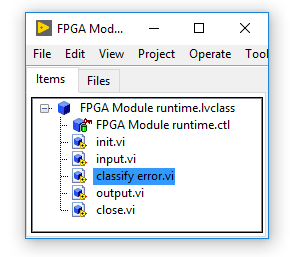 FPGA Mod...
File Edit View Project Operate Tool
Items Files
FPGA Module runtime.lvclass
FPGA Module runtime.ctl
init.vi
input.vi
classify error.vi
output.vi
close.vi